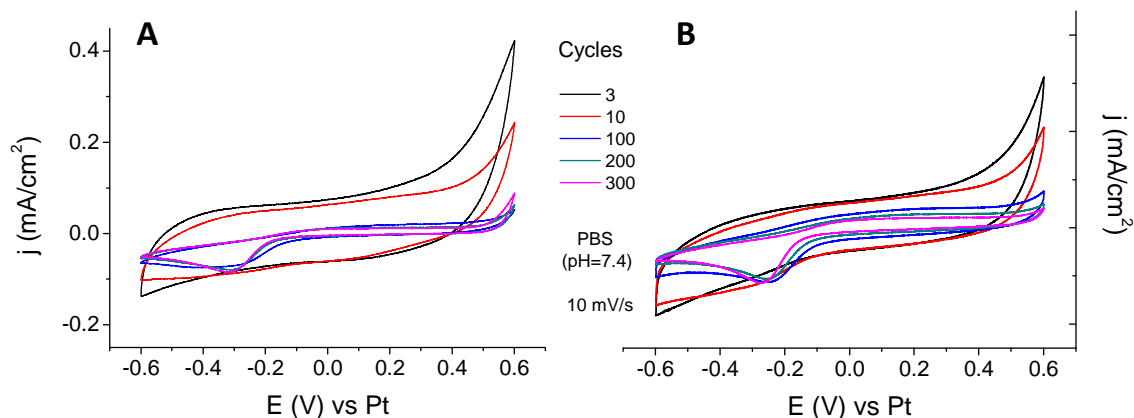 A
B
j (mA/cm²)
0.4
0.2
0.0
-0.2
-0.6 -0.4 -0.2 0.0 0.2 0.4 0.6
E (V) vs Pt
Cycles
3
10
100
200
300
PBS
(pH=7.4)
10 mV/s
-0.6 -0.4 -0.2 0.0 0.2 0.4 0.6
E (V) vs Pt
j (mA/cm²)